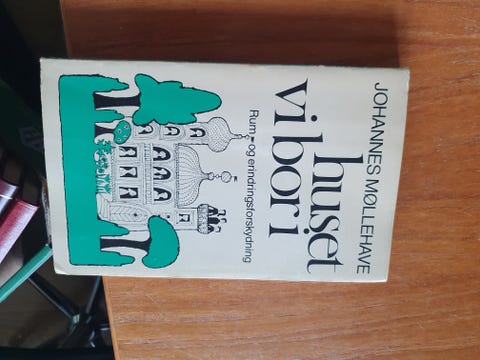 JOHANNES MØLLEHAVE
huset
vi bor i
Rum- og erindringsforskydning